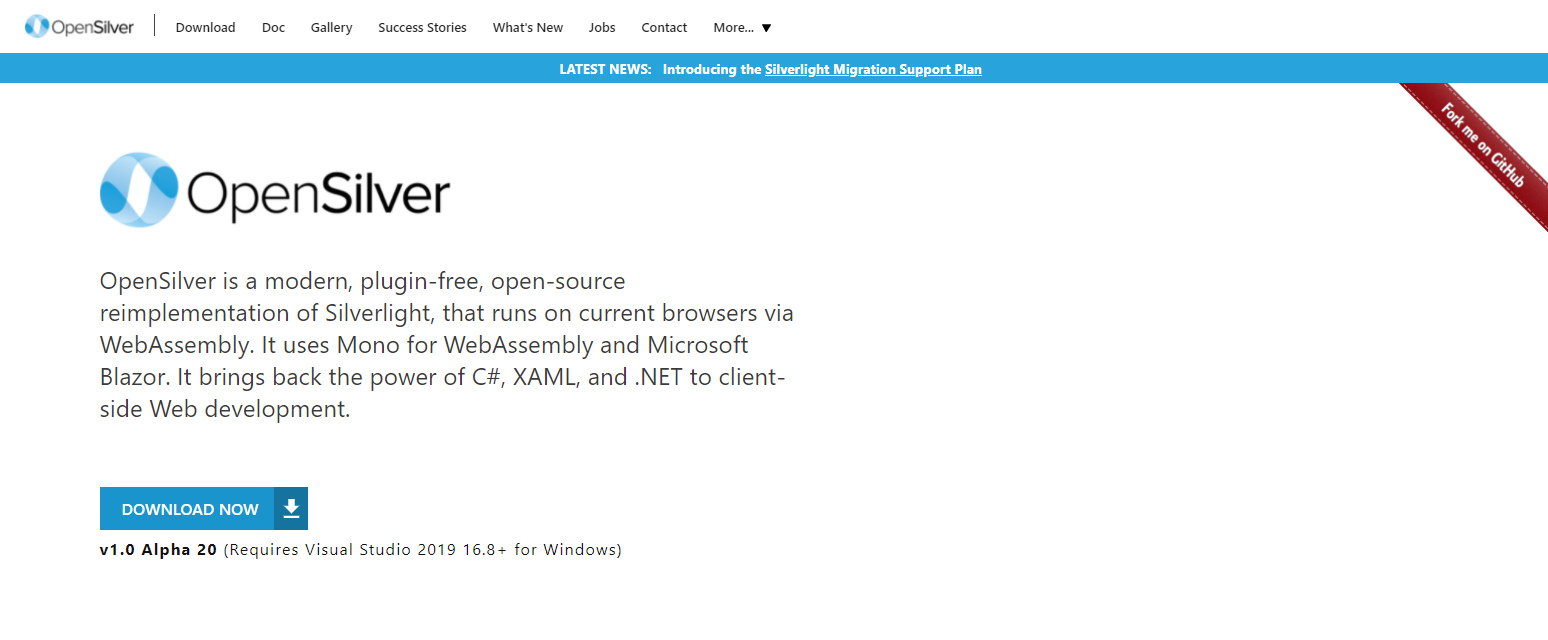 OpenSilver Download Doc Gallery Success Stories What's New Jobs Contact More... ▼
LATEST NEWS: Introducing the Silverlight Migration Support Plan
Fork me on GitHub
OpenSilver
OpenSilver is a modern, plugin-free, open-source
reimplementation of Silverlight, that runs on current browsers via
WebAssembly. It uses Mono for WebAssembly and Microsoft
Blazor. It brings back the power of C#, XAML, and .NET to client-
side Web development.
DOWNLOAD NOW
v1.0 Alpha 20 (Requires Visual Studio 2019 16.8+ for Windows)